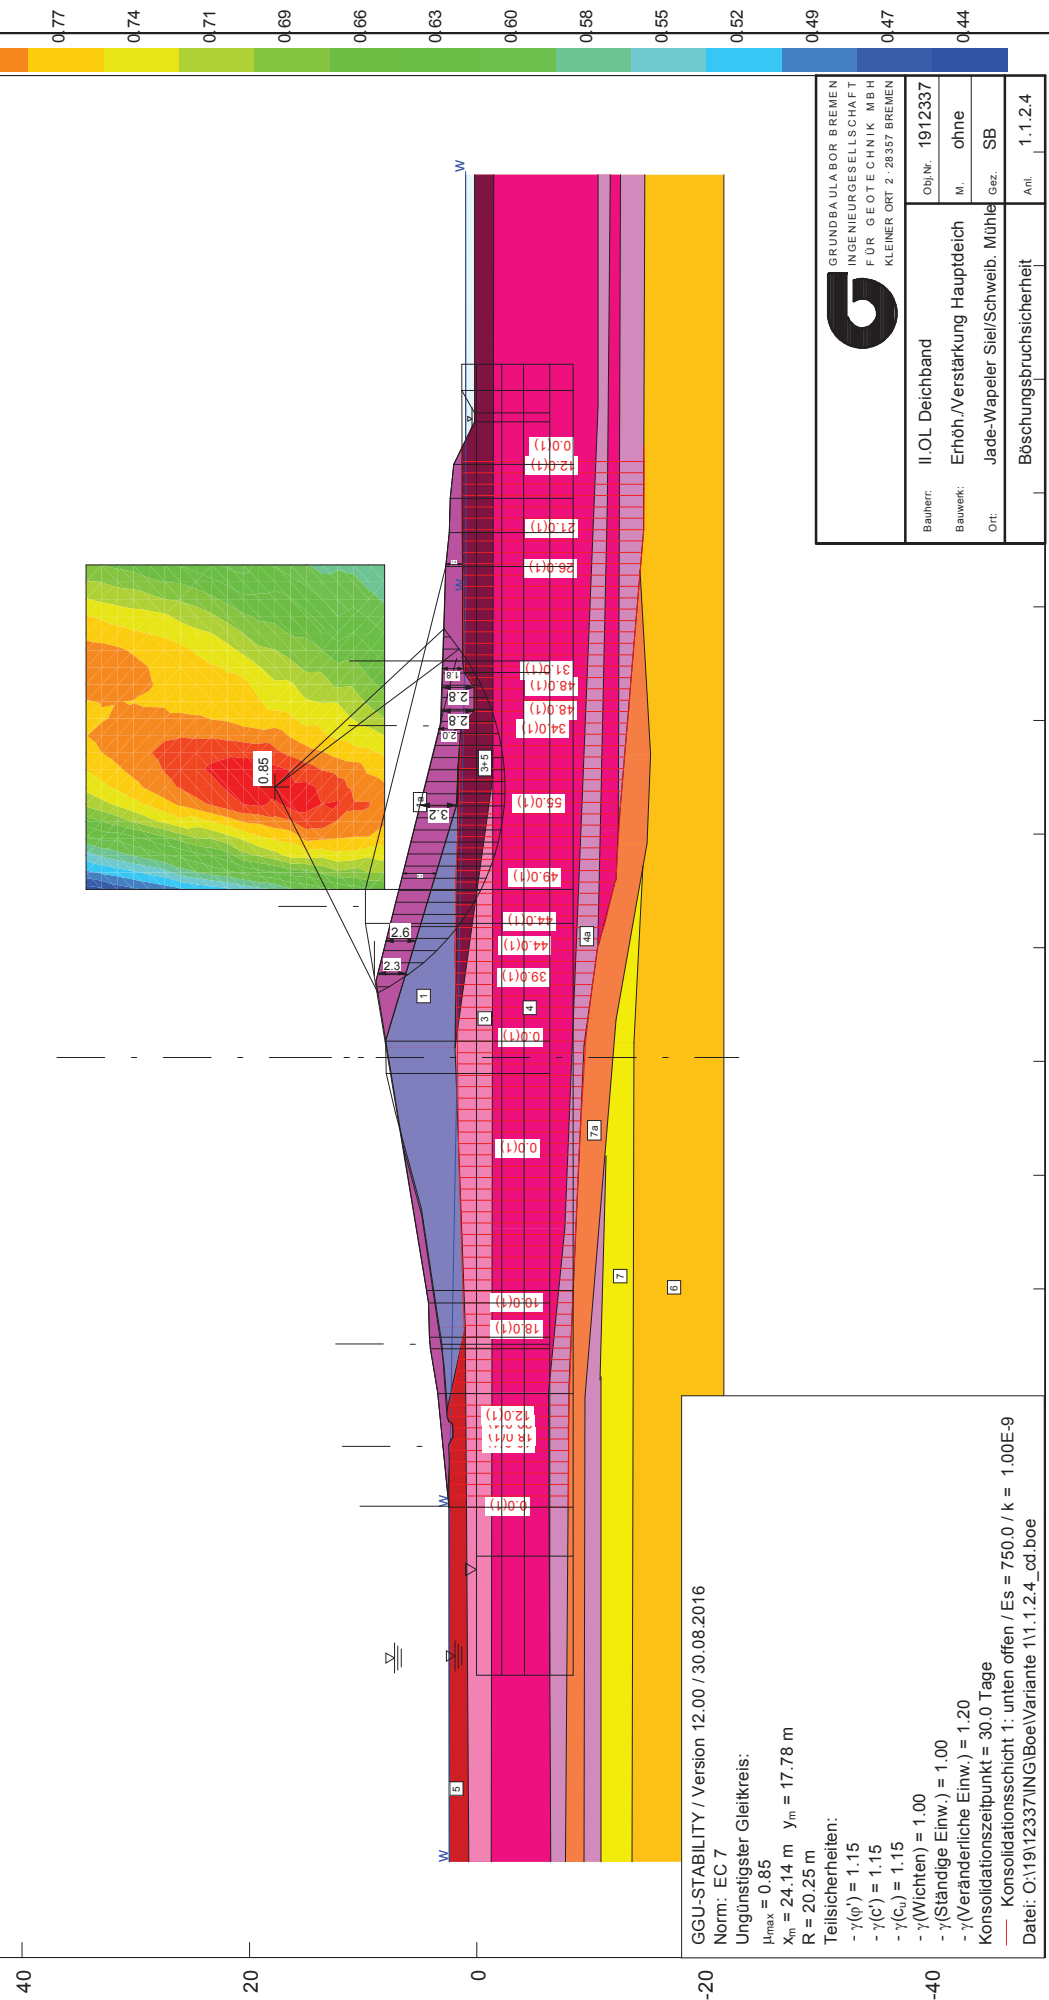 0.77
0.74
0.71
0.69
0.66
0.63
0.60
0.58
0.55
0.52
0.49
0.47
0.44
GRUNDBAULABOR BREMEN
INGENIEURGESELLSCHAFT
FÜR GEOTECHNIK MBH
KLEINER ORT 2 · 28357 BREMEN
Bauherr: II.OL Deichband
Obj.Nr. 1912337
Bauwerk: Erhöh./Verstärkung Hauptdeich
M. ohne
Ort: Jade-Wapeler Siel/Schweib. Mühle
Gez. SB
Böschungsbruchsicherheit
Anl. 1.1.2.4
0.85
W
W
W
W
2.3
2.6
3.2
2.0
2.8
2.8
1.8
1a
1
3
3+5
4
4a
5
6
7
7a
0.0(1)
12.0(1)
18.0(1)
10.0(1)
0.0(1)
0.0(1)
39.0(1)
44.0(1)
44.0(1)
49.0(1)
55.0(1)
34.0(1)
48.0(1)
48.0(1)
31.0(1)
26.0(1)
21.0(1)
12.0(1)
0.0(1)
40
20
0
-20
-40
GGU-STABILITY / Version 12.00 / 30.08.2016
Norm: EC 7
Ungünstigster Gleitkreis:
μmax = 0.85
xm = 24.14 m ym = 17.78 m
R = 20.25 m
Teilsicherheiten:
- γ(φ') = 1.15
- γ(c') = 1.15
- γ(cu) = 1.15
- γ(Wichten) = 1.00
- γ(Ständige Einw.) = 1.00
- γ(Veränderliche Einw.) = 1.20
Konsolidationszeitpunkt = 30.0 Tage
Konsolidationsschicht 1: unten offen / Es = 750.0 / k = 1.00E-9
Datei: O:\19\12337\ING\Boe\Variante 1\1.1.2.4_cd.boe